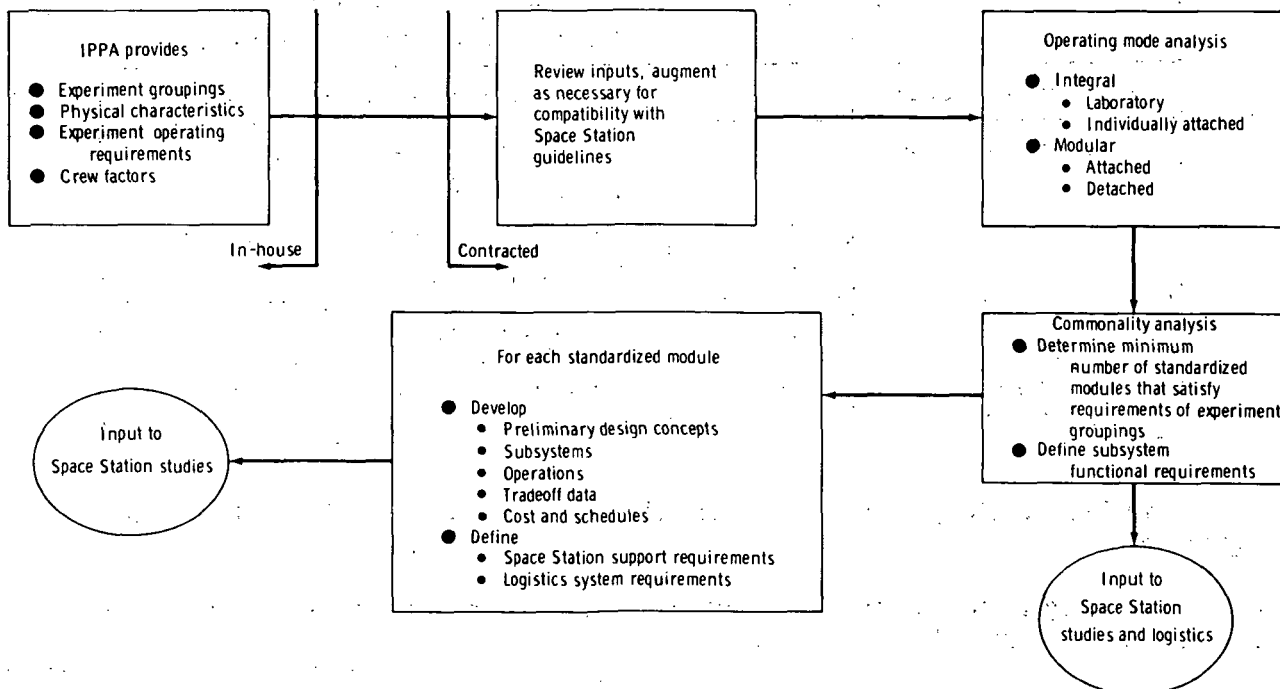 IPPA provides
● Experiment groupings
● Physical characteristics
● Experiment operating
requirements
● Crew factors
In-house
Contracted
Review inputs, augment
as necessary for
compatibility with
Space Station
guidelines
Operating mode analysis
● Integral
• Laboratory
• Individually attached
● Modular
• Attached
• Detached
Commonality analysis
● Determine minimum
number of standardized
modules that satisfy
requirements of experiment
groupings
● Define subsystem
functional requirements
For each standardized module
● Develop
• Preliminary design concepts
• Subsystems
• Operations
• Tradeoff data
• Cost and schedules
● Define
• Space Station support requirements
• Logistics system requirements
Input to
Space Station studies
Input to
Space Station
studies and logistics